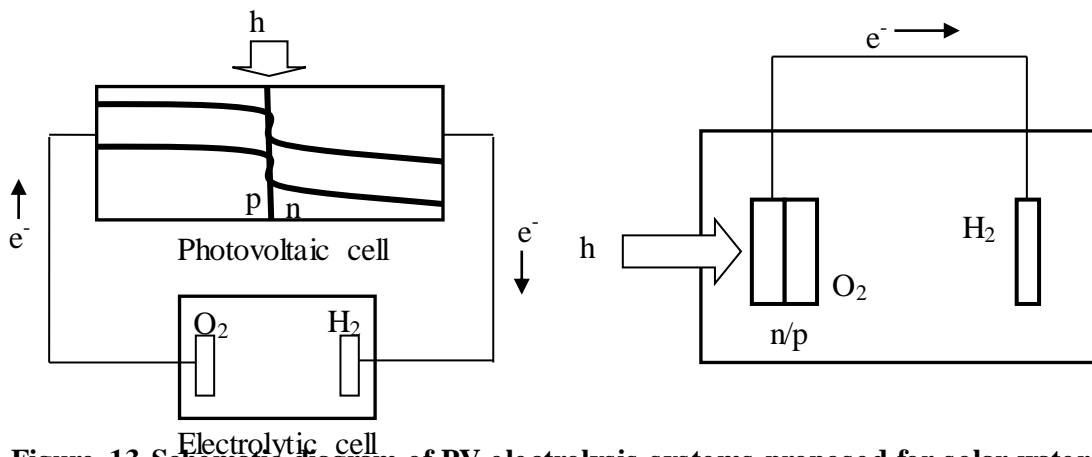 h
p n
e-
Photovoltaic cell
e-
O2 H2
Electrolytic cell
e-
h
O2
n/p
H2
Figure 13 Schematic diagram of PV electrolysis systems proposed for solar water